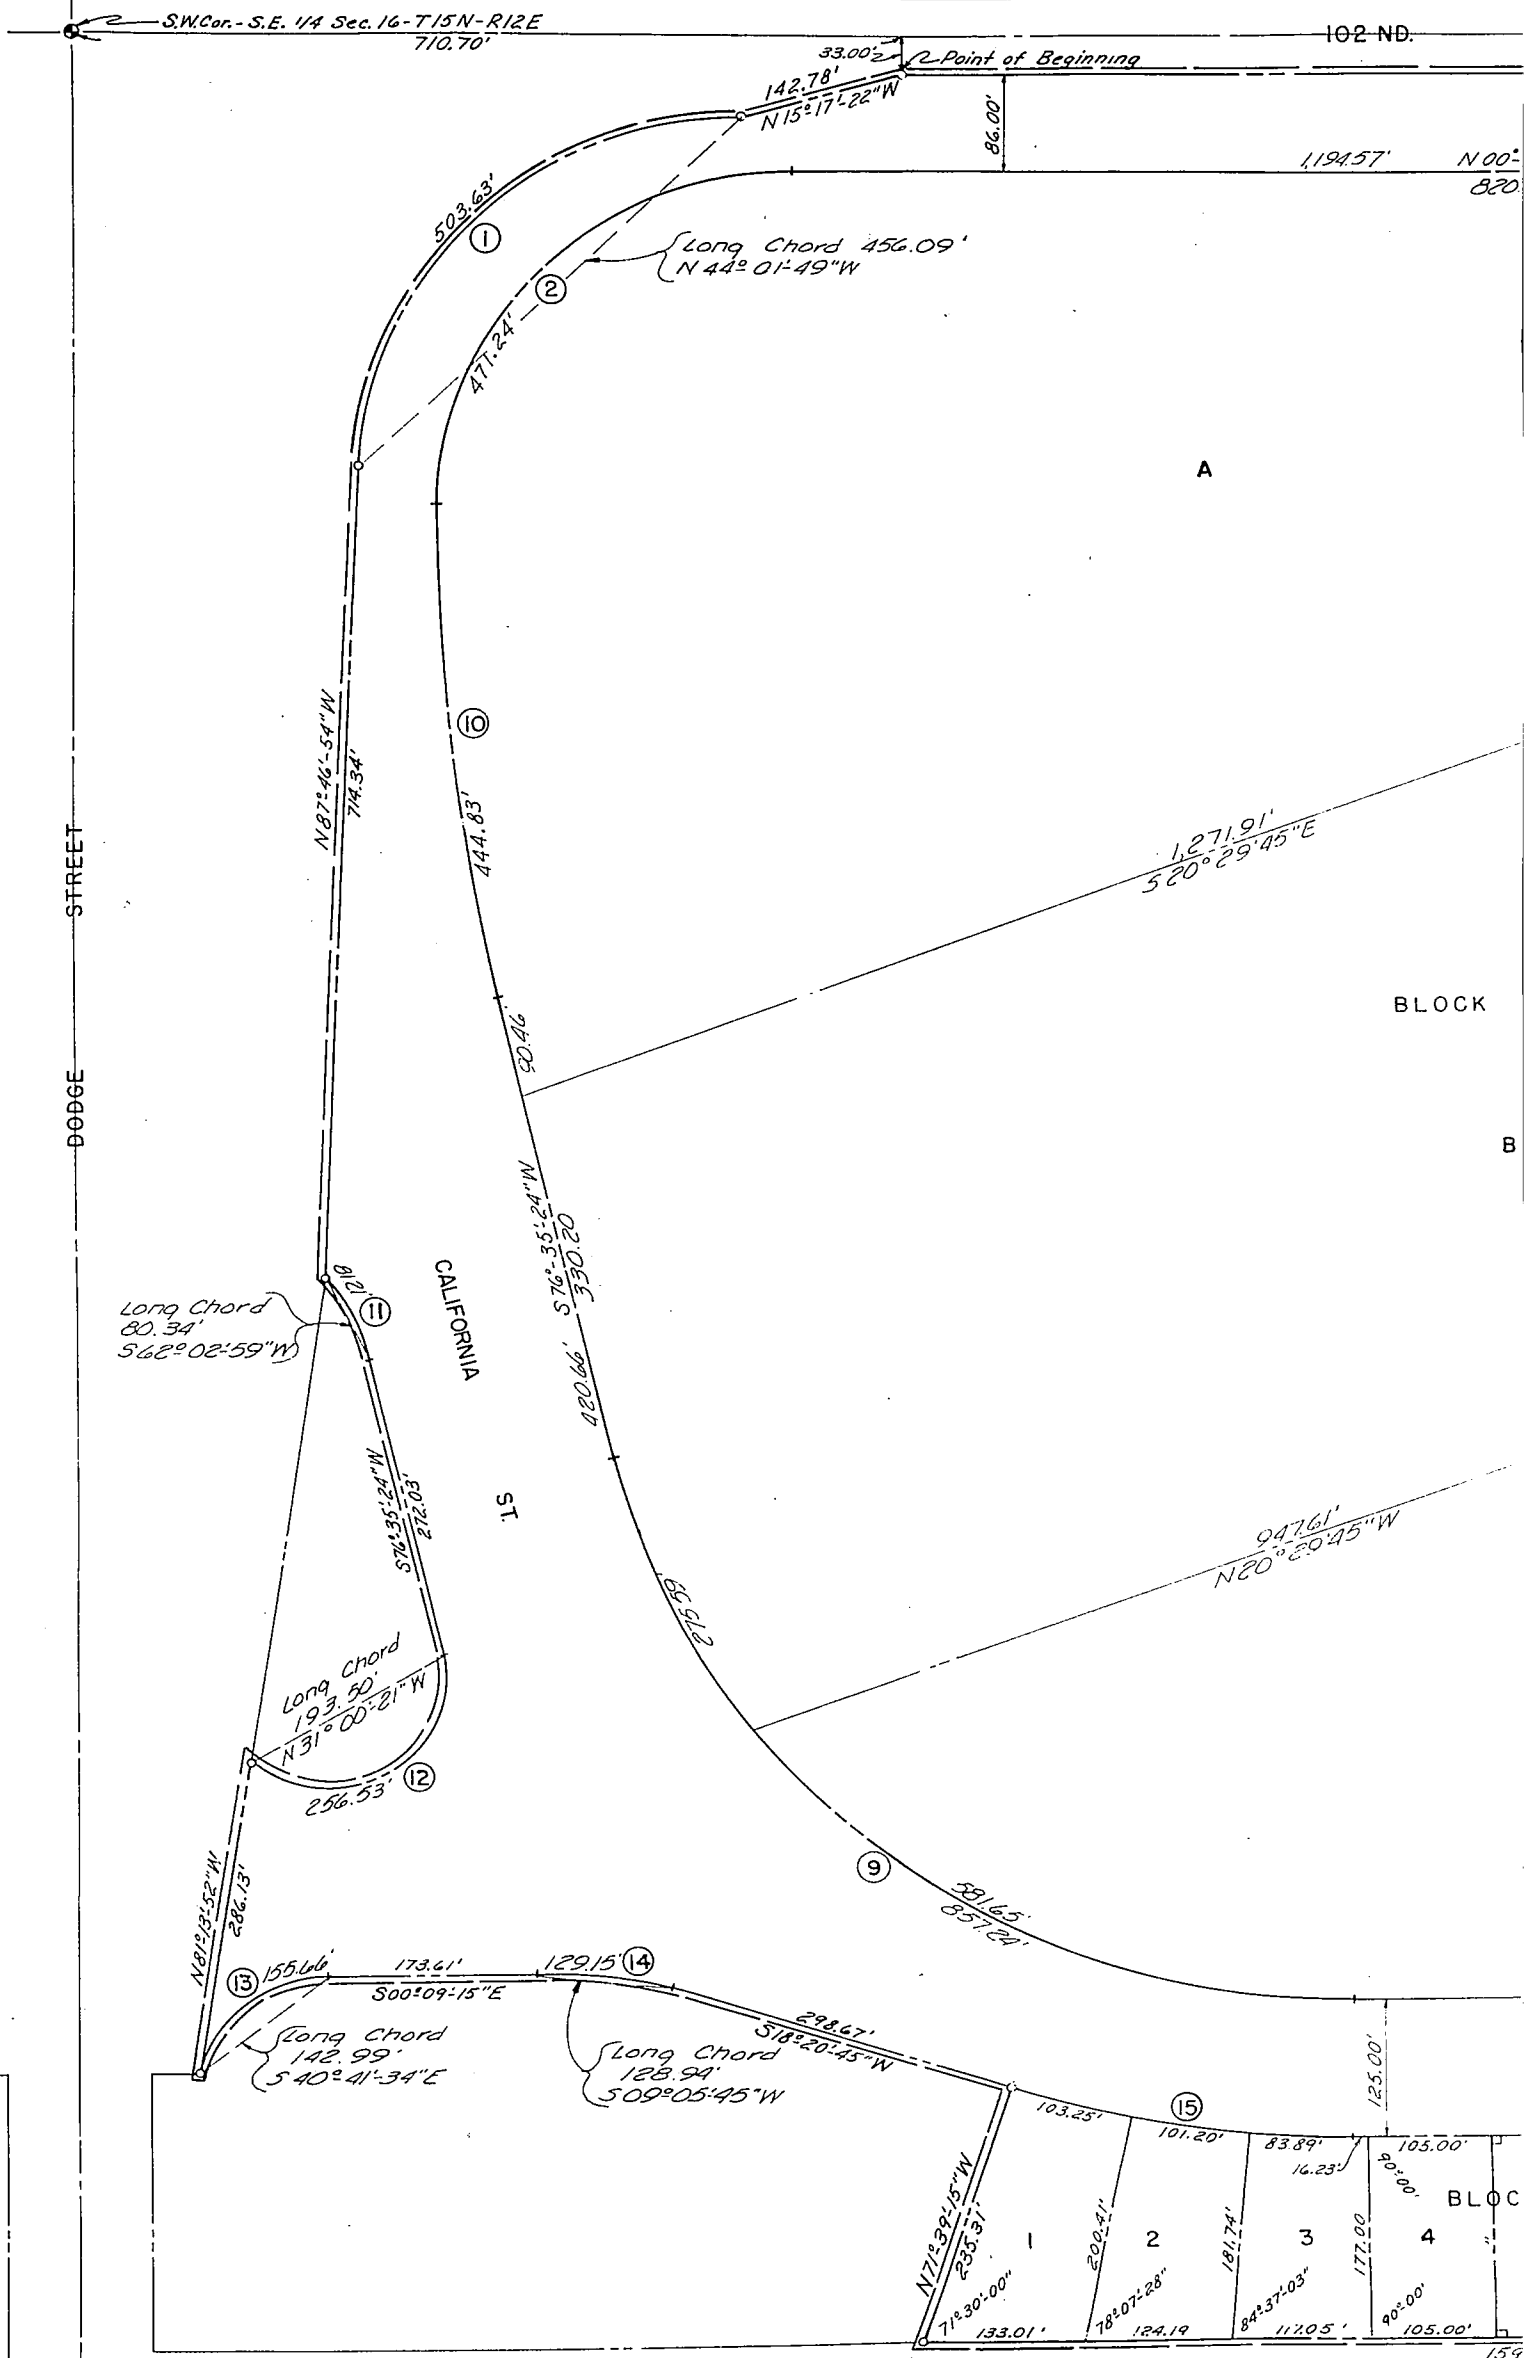 S.W.Cor.- S.E. 1/4 Sec. 16-T15N-R12E
710.70'
102 ND.
33.00'
Point of Beginning
142.78'
N15°-17'-22"W
86.00'
1,194.57'
N 00°-
820.
503.63'
1
Long Chord 456.09'
N 44° 01'-49"W
2
477.24'
A
N87°-46'-54"W
714.34'
10
444.83'
1,271.91'
S20°29'45"E
DODGE STREET
BLOCK
B
90.46'
S76°-35'-24"W
330.20
420.66'
CALIFORNIA ST.
81.21'
11
Long Chord
80.34'
S62°02'-59"W
S76°-35'-24"W
272.03'
947.61'
N20°29'45"W
275.59
Long Chord
193.50'
N31°00'-21"W
12
256.53'
9
581.65'
857.24'
N81°-13'-52"W
286.13'
13
155.66'
173.61'
S00°09'-15"E
129.15'
14
298.67'
S18°20'-45"W
Long Chord
142.99'
S40°41'-34"E
Long Chord
128.94'
S09°05'-45"W
125.00'
103.25'
15
101.20'
83.89'
16.23'
105.00'
90°-00'
BLOC
N71°-39'-15"W
235.31'
1
200.41'
2
181.74'
3
177.00
4
"
71°30'-00"
133.01'
78°07'-28"
124.19
84°-37'-03"
117.05'
90°-00'
105.00'
159